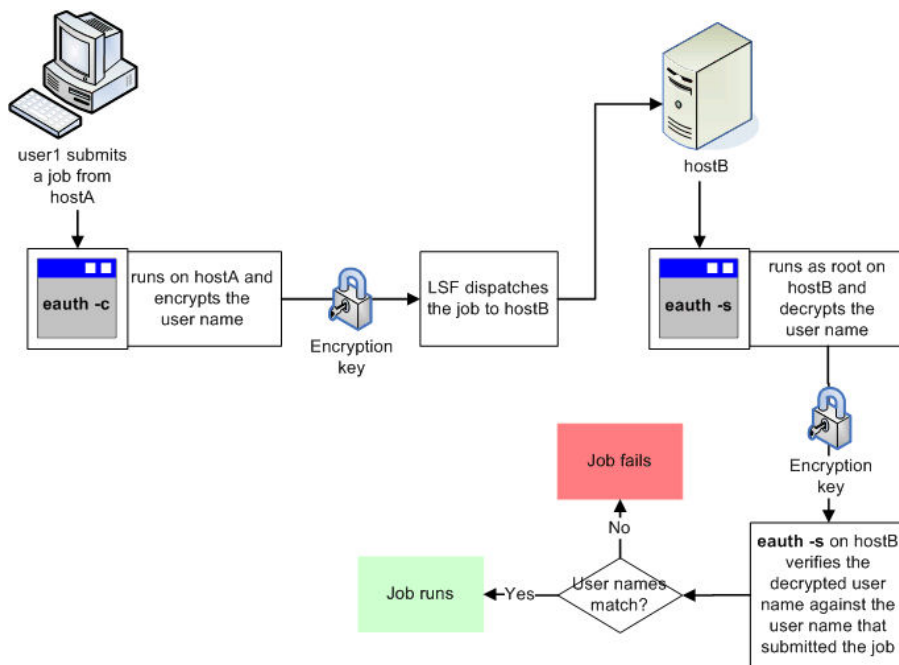 user1 submits
a job from
hostA
eauth -c
runs on hostA and
encrypts the
user name
Encryption
key
LSF dispatches
the job to hostB
hostB
eauth -s
runs as root on
hostB and
decrypts the
user name
Encryption
key
eauth -s on hostB
verifies the
decrypted user
name against the
user name that
submitted the job
User names
match?
No
Job fails
Yes
Job runs